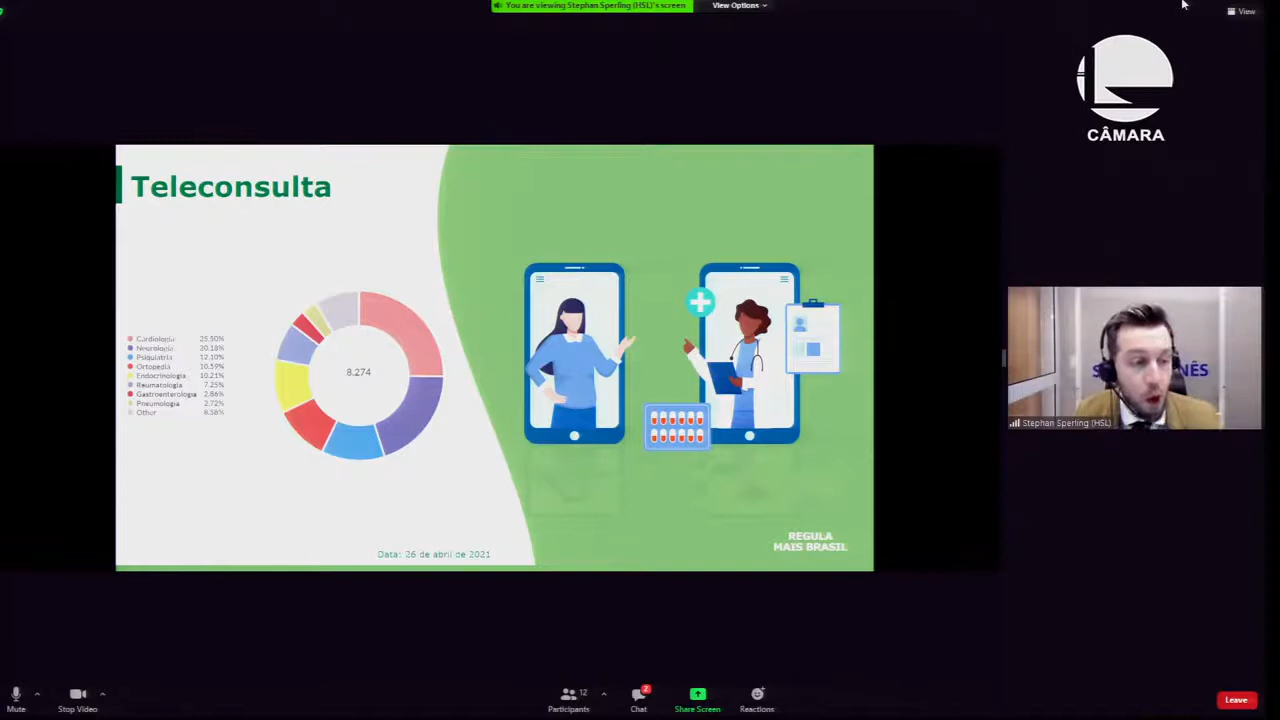 You are viewing Stephan Sperling (HSL)'s screen
View Options
View
CÂMARA
Teleconsulta
Cardiologia 25.50%
Neurologia 20.18%
Psiquiatria 12.10%
Ortopedia 10.59%
Endocrinologia 10.21%
Reumatologia 7.25%
Gastroenterologia 2.86%
Pneumologia 2.72%
Other 8.58%
8.274
Data: 26 de abril de 2021
REGULA
MAIS BRASIL
Stephan Sperling (HSL)
Mute
Stop Video
12
Participants
2
Chat
Share Screen
Reactions
Leave